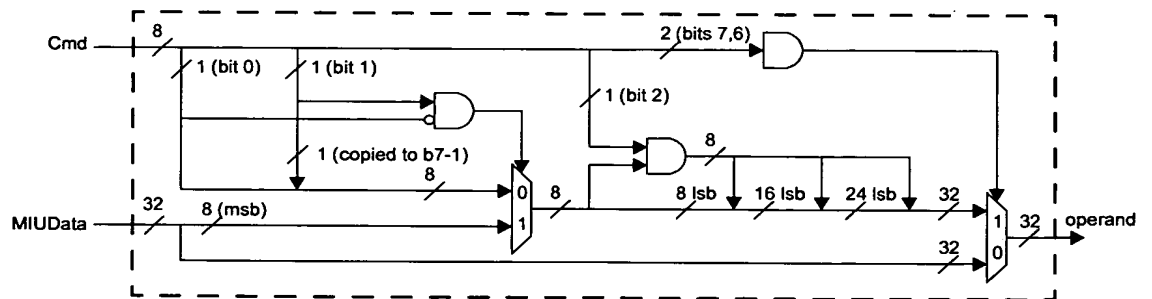 Cmd
8
1 (bit 0)
1 (bit 1)
2 (bits 7,6)
1 (bit 2)
1 (copied to b7-1)
8
8
0
1
8
8 lsb
16 lsb
24 lsb
32
MIUData
32
8 (msb)
1
0
32
operand
32